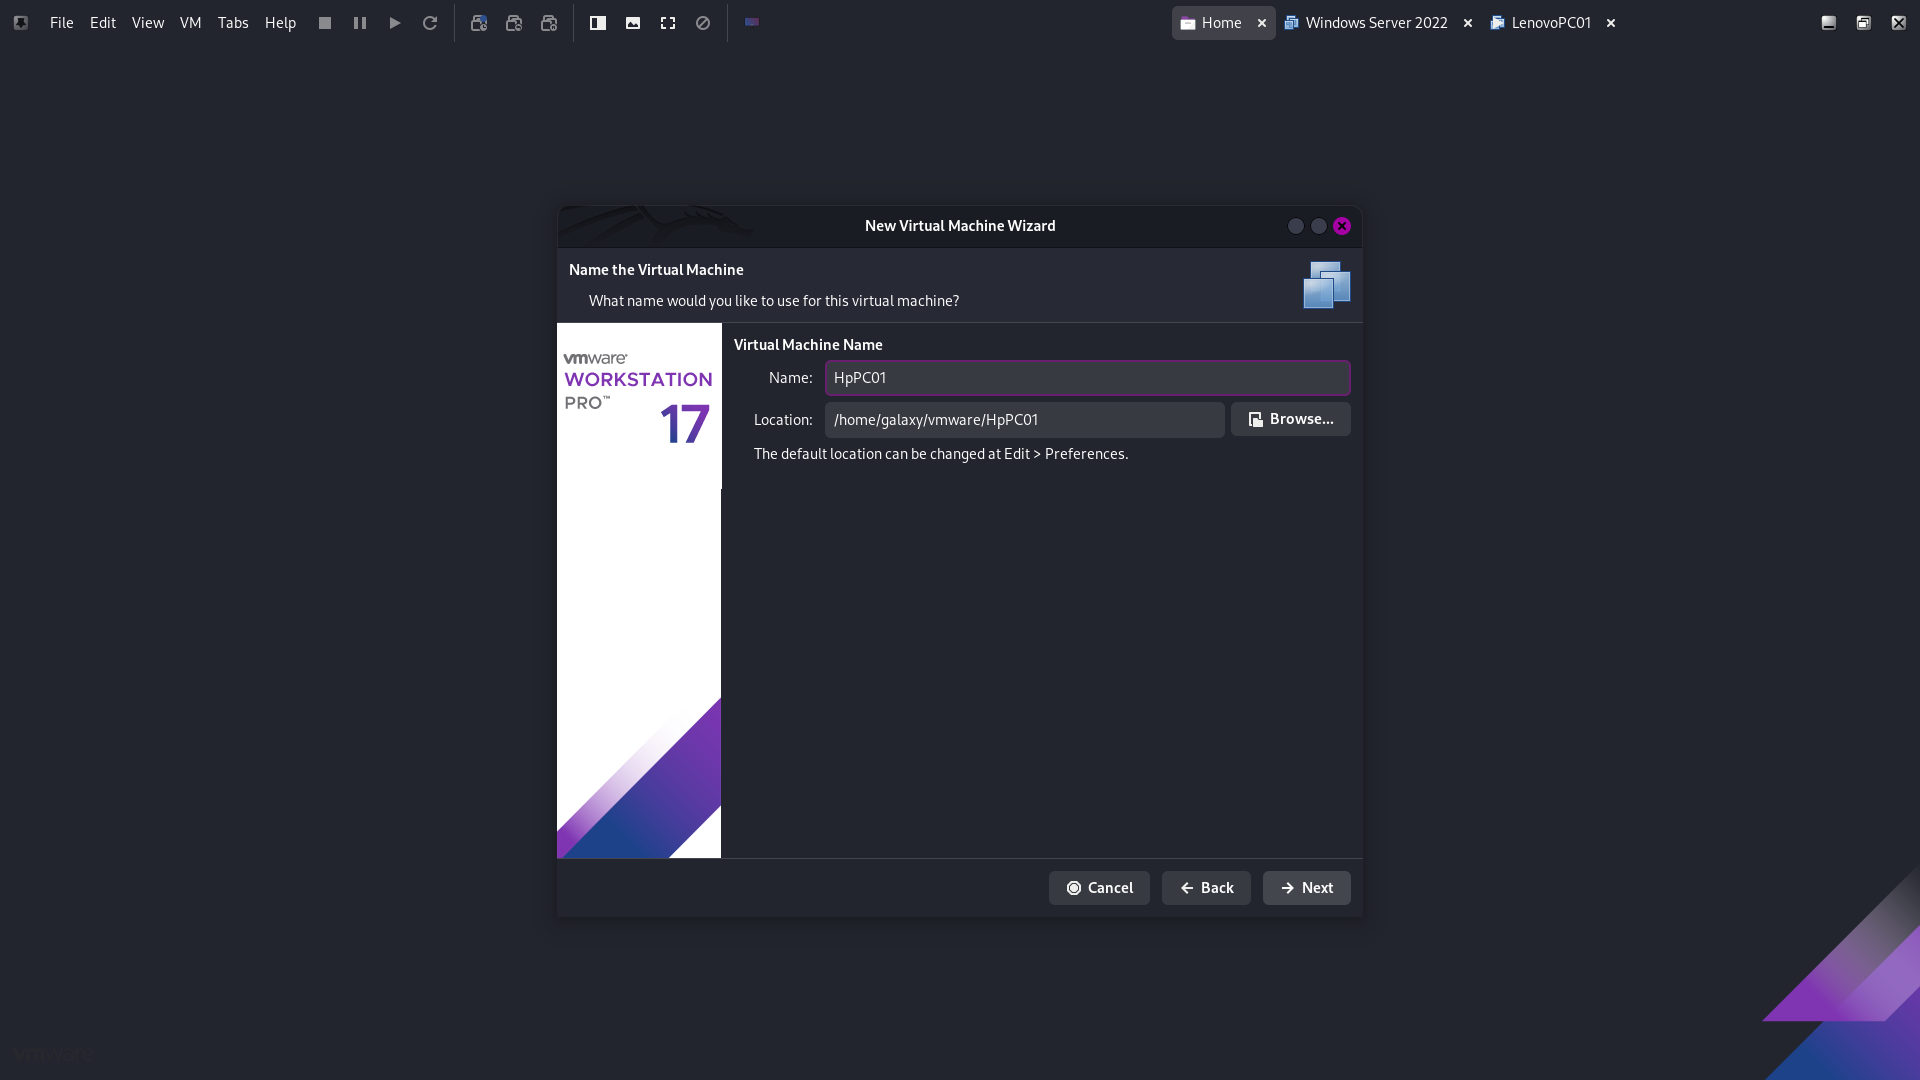 File Edit View VM Tabs Help Home Windows Server 2022 LenovoPC01
New Virtual Machine Wizard
Name the Virtual Machine
What name would you like to use for this virtual machine?
vmware®
WORKSTATION
PRO™
17
Virtual Machine Name
Name: HpPC01
Location: /home/galaxy/vmware/HpPC01 Browse...
The default location can be changed at Edit > Preferences.
Cancel Back Next
vmware